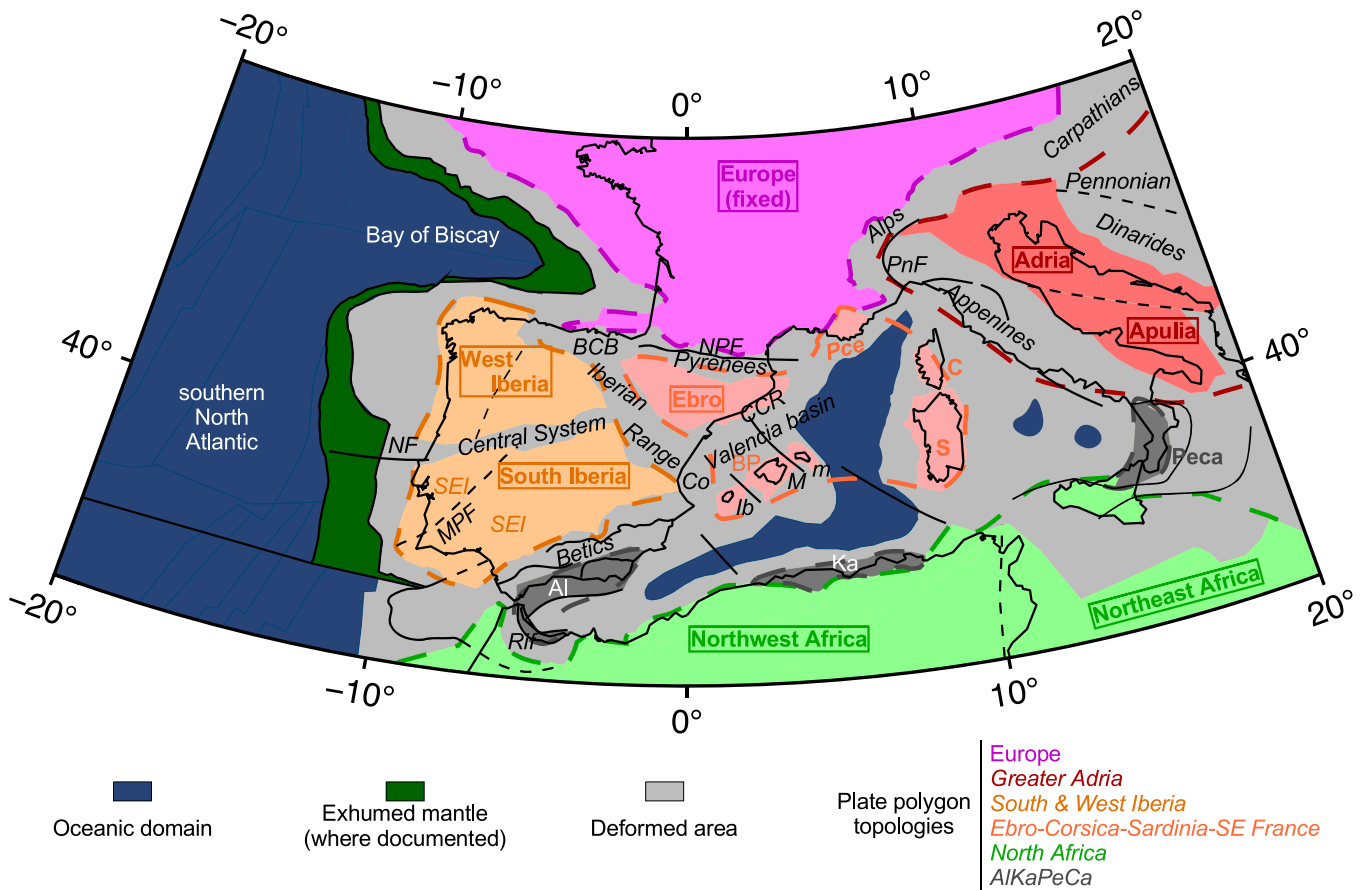 −20°
20°
−10°
10°
0°
Carpathians
Europe
(fixed)
Pennonian
Alps
Dinarides
Bay of Biscay
Adria
PnF
Appenines
Apulia
40°
40°
BCB
NPF
Pyrenees
Pce
West
Iberia
Iberian
Ebro
C
southern
North
Atlantic
CCR
NF
Central System
Range
Valencia basin
S
Peca
BP
South Iberia
SEI
Co
M
m
Ib
SEI
MPF
Betics
Al
Ka
Northeast Africa
−20°
20°
Rif
Northwest Africa
−10°
10°
0°
Oceanic domain
Exhumed mantle
(where documented)
Deformed area
Plate polygon
topologies
Europe
Greater Adria
South & West Iberia
Ebro-Corsica-Sardinia-SE France
North Africa
AlKaPeCa